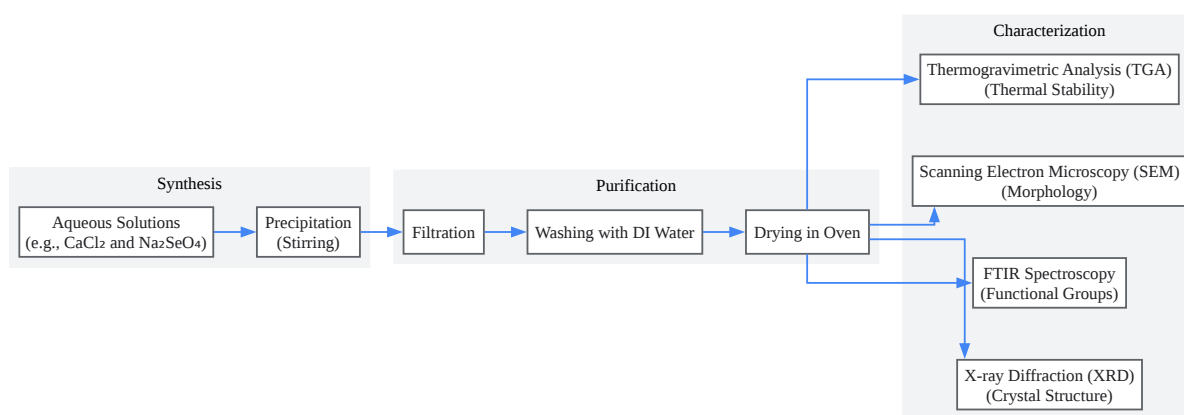 Synthesis
Aqueous Solutions
(e.g., CaCl₂ and Na₂SeO₄)
Precipitation
(Stirring)
Purification
Filtration
Washing with DI Water
Drying in Oven
Characterization
Thermogravimetric Analysis (TGA)
(Thermal Stability)
Scanning Electron Microscopy (SEM)
(Morphology)
FTIR Spectroscopy
(Functional Groups)
X-ray Diffraction (XRD)
(Crystal Structure)